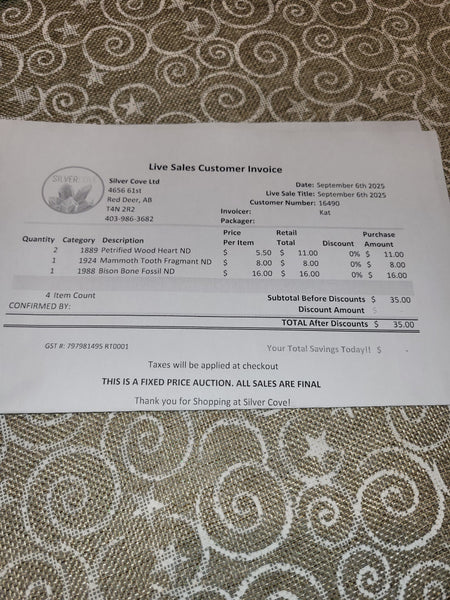 Live Sales Customer Invoice
SILVER COVE
Silver Cove Ltd
4656 61st
Red Deer, AB
T4N 2R2
403-986-3682
Date: September 6th 2025
Live Sale Title: September 6th 2025
Customer Number: 16490
Invoicer: Kat
Packager:
Quantity Category Description Price Per Item Retail Total Discount Purchase Amount
2 1889 Petrified Wood Heart ND $ 5.50 $ 11.00 0% $ 11.00
1 1924 Mammoth Tooth Fragmant ND $ 8.00 $ 8.00 0% $ 8.00
1 1988 Bison Bone Fossil ND $ 16.00 $ 16.00 0% $ 16.00
4 Item Count Subtotal Before Discounts $ 35.00
CONFIRMED BY: Discount Amount $ -
TOTAL After Discounts $ 35.00
GST #: 797981495 RT0001 Your Total Savings Today!! $ -
Taxes will be applied at checkout
THIS IS A FIXED PRICE AUCTION. ALL SALES ARE FINAL
Thank you for Shopping at Silver Cove!